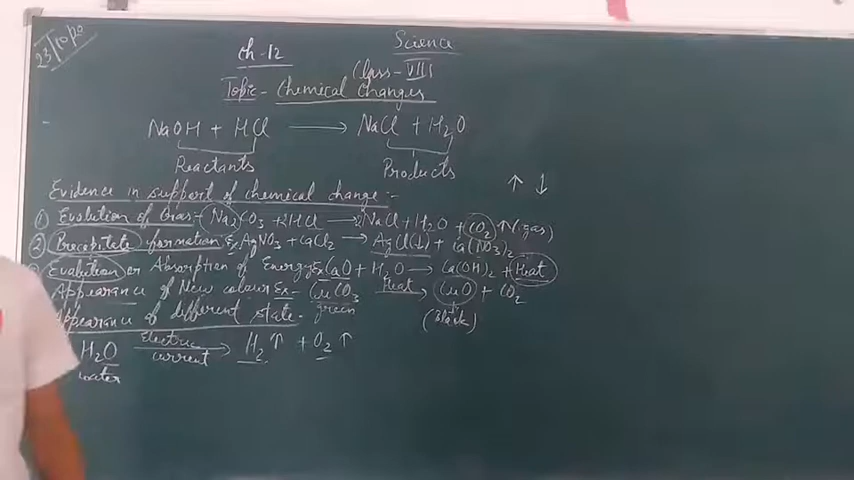 Science
ch-12
Class - VIII
Topic - Chemical Changes
NaOH + HCl → NaCl + H₂O
Reactants Products
↑ ↓
Evidence in support of chemical change :-
① Evolution of Gas - Na₂CO₃ + 2HCl → 2NaCl + H₂O + CO₂ ↑ (gas)
② Precipitate formation Ex AgNO₃ + CaCl₂ → AgCl(↓) + Ca(NO₃)₂
Evolution or Absorption of Energy Ex CaO + H₂O → Ca(OH)₂ + Heat
Appearance of New colour Ex - CuCO₃ Heat → CuO + CO₂
green (Black)
Appearance of different state -
H₂O Electric current → H₂ ↑ + O₂ ↑
water